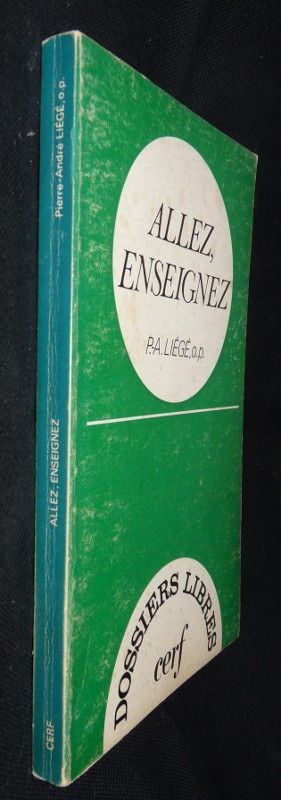 Pierre-André LIÉGÉ, o.p.
ALLEZ, ENSEIGNEZ
CERF
ALLEZ,
ENSEIGNEZ
P.A. LIÉGÉ, o.p.
DOSSIERS LIBRES
cerf